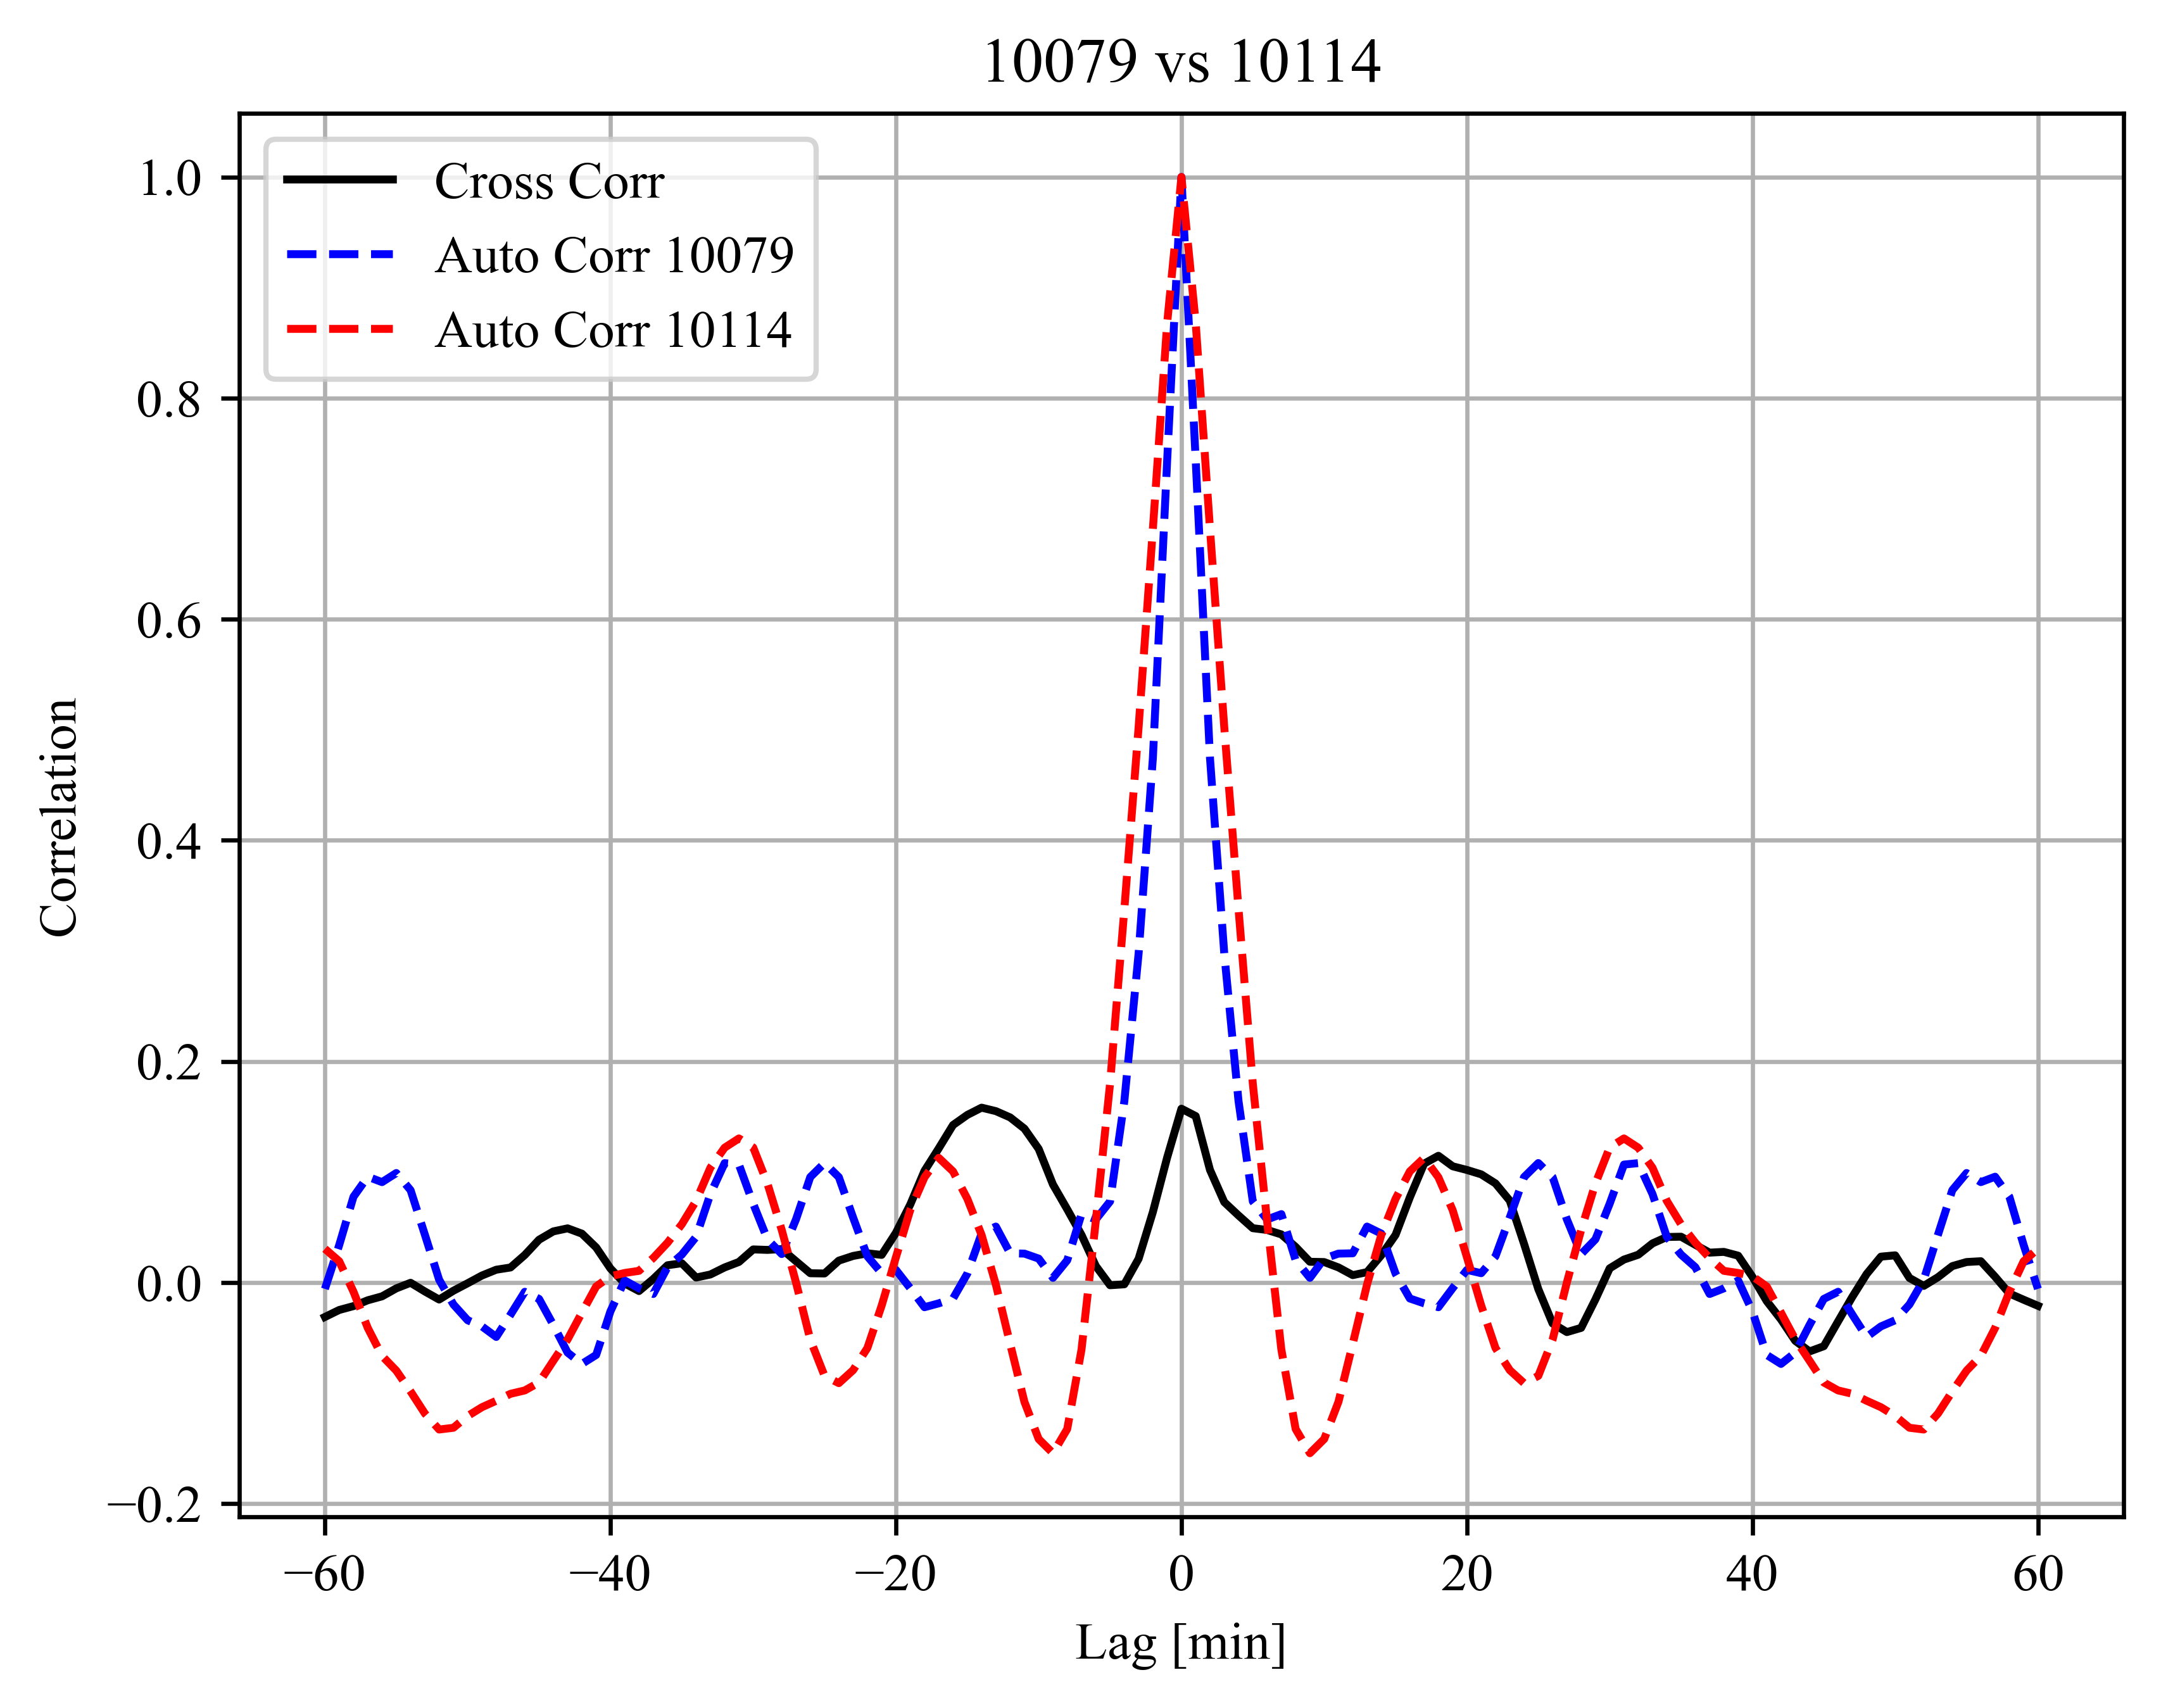 10079 vs 10114
Cross Corr
Auto Corr 10079
Auto Corr 10114
1.0
0.8
0.6
0.4
0.2
0.0
−0.2
Correlation
−60 −40 −20 0 20 40 60
Lag [min]